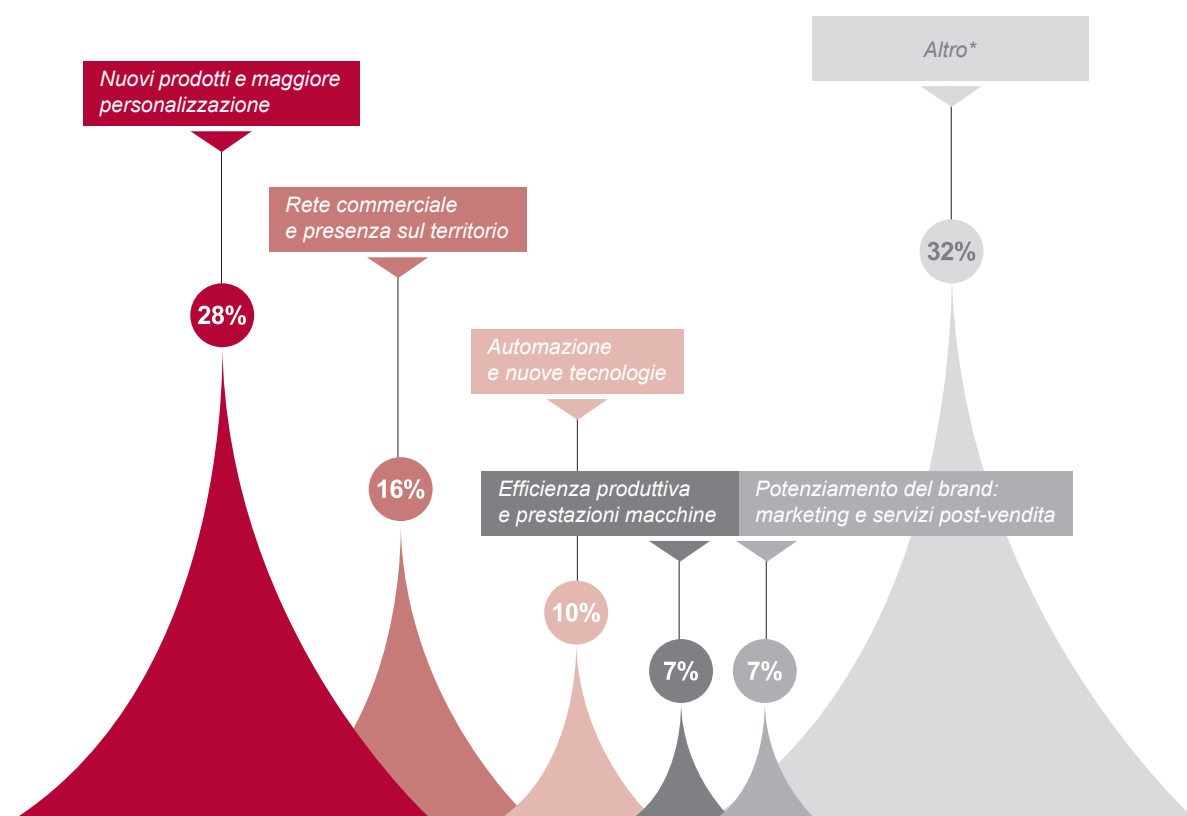 Nuovi prodotti e maggiore
personalizzazione
28%
Rete commerciale
e presenza sul territorio
16%
Automazione
e nuove tecnologie
10%
Efficienza produttiva
e prestazioni macchine
7%
Potenziamento del brand:
marketing e servizi post-vendita
7%
Altro*
32%